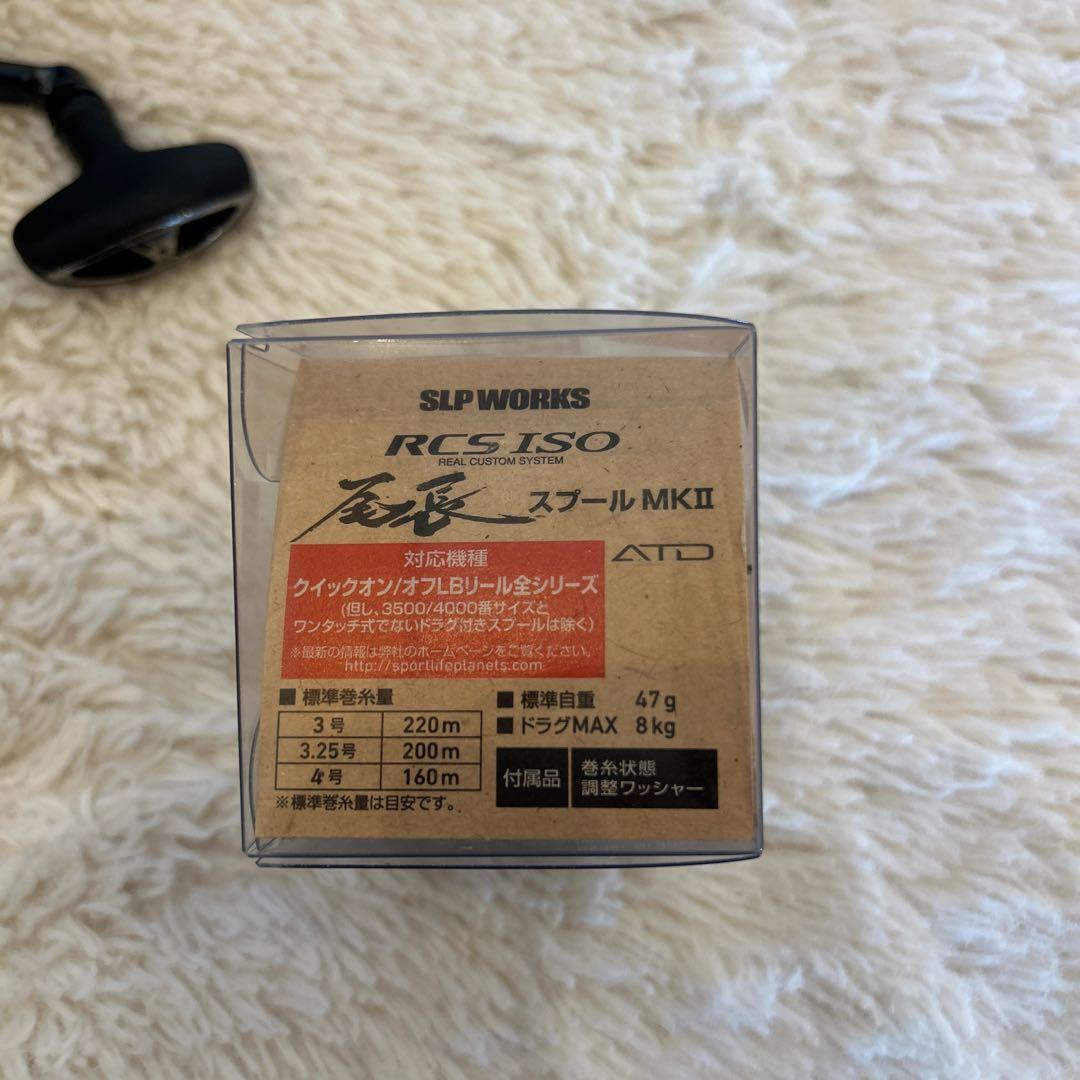 SLP WORKS
RCS ISO
REAL CUSTOM SYSTEM
尾長 スプール MKⅡ
ATD
対応機種
クイックオン/オフLBリール全シリーズ
(但し、3500/4000番サイズと
ワンタッチ式でないドラグ付きスプールは除く)
※最新の情報は弊社のホームページをご覧ください。
http://sportlifeplanets.com
■ 標準巻糸量
3号 220m
3.25号 200m
4号 160m
※標準巻糸量は目安です。
■ 標準自重 47g
■ ドラグMAX 8kg
付属品 巻糸状態
調整ワッシャー